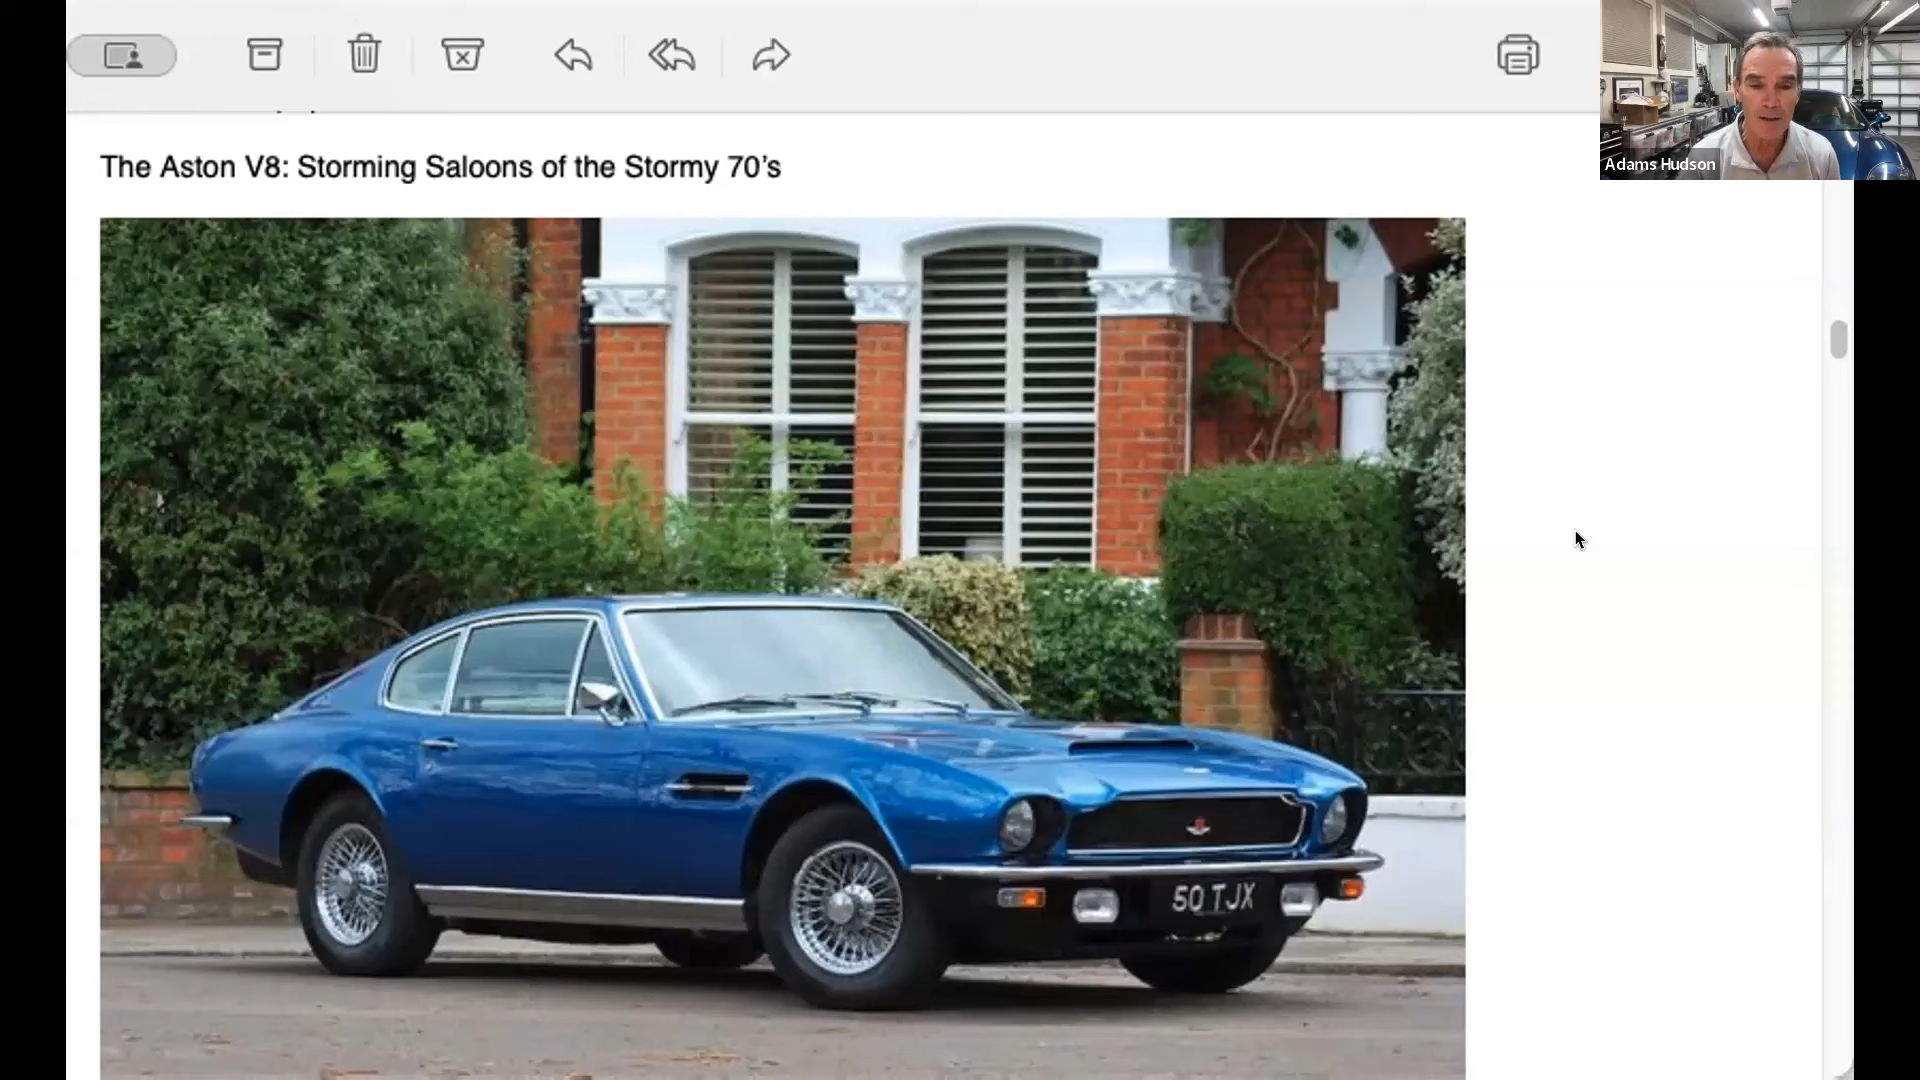 The Aston V8: Storming Saloons of the Stormy 70's
Adams Hudson
50 TJX